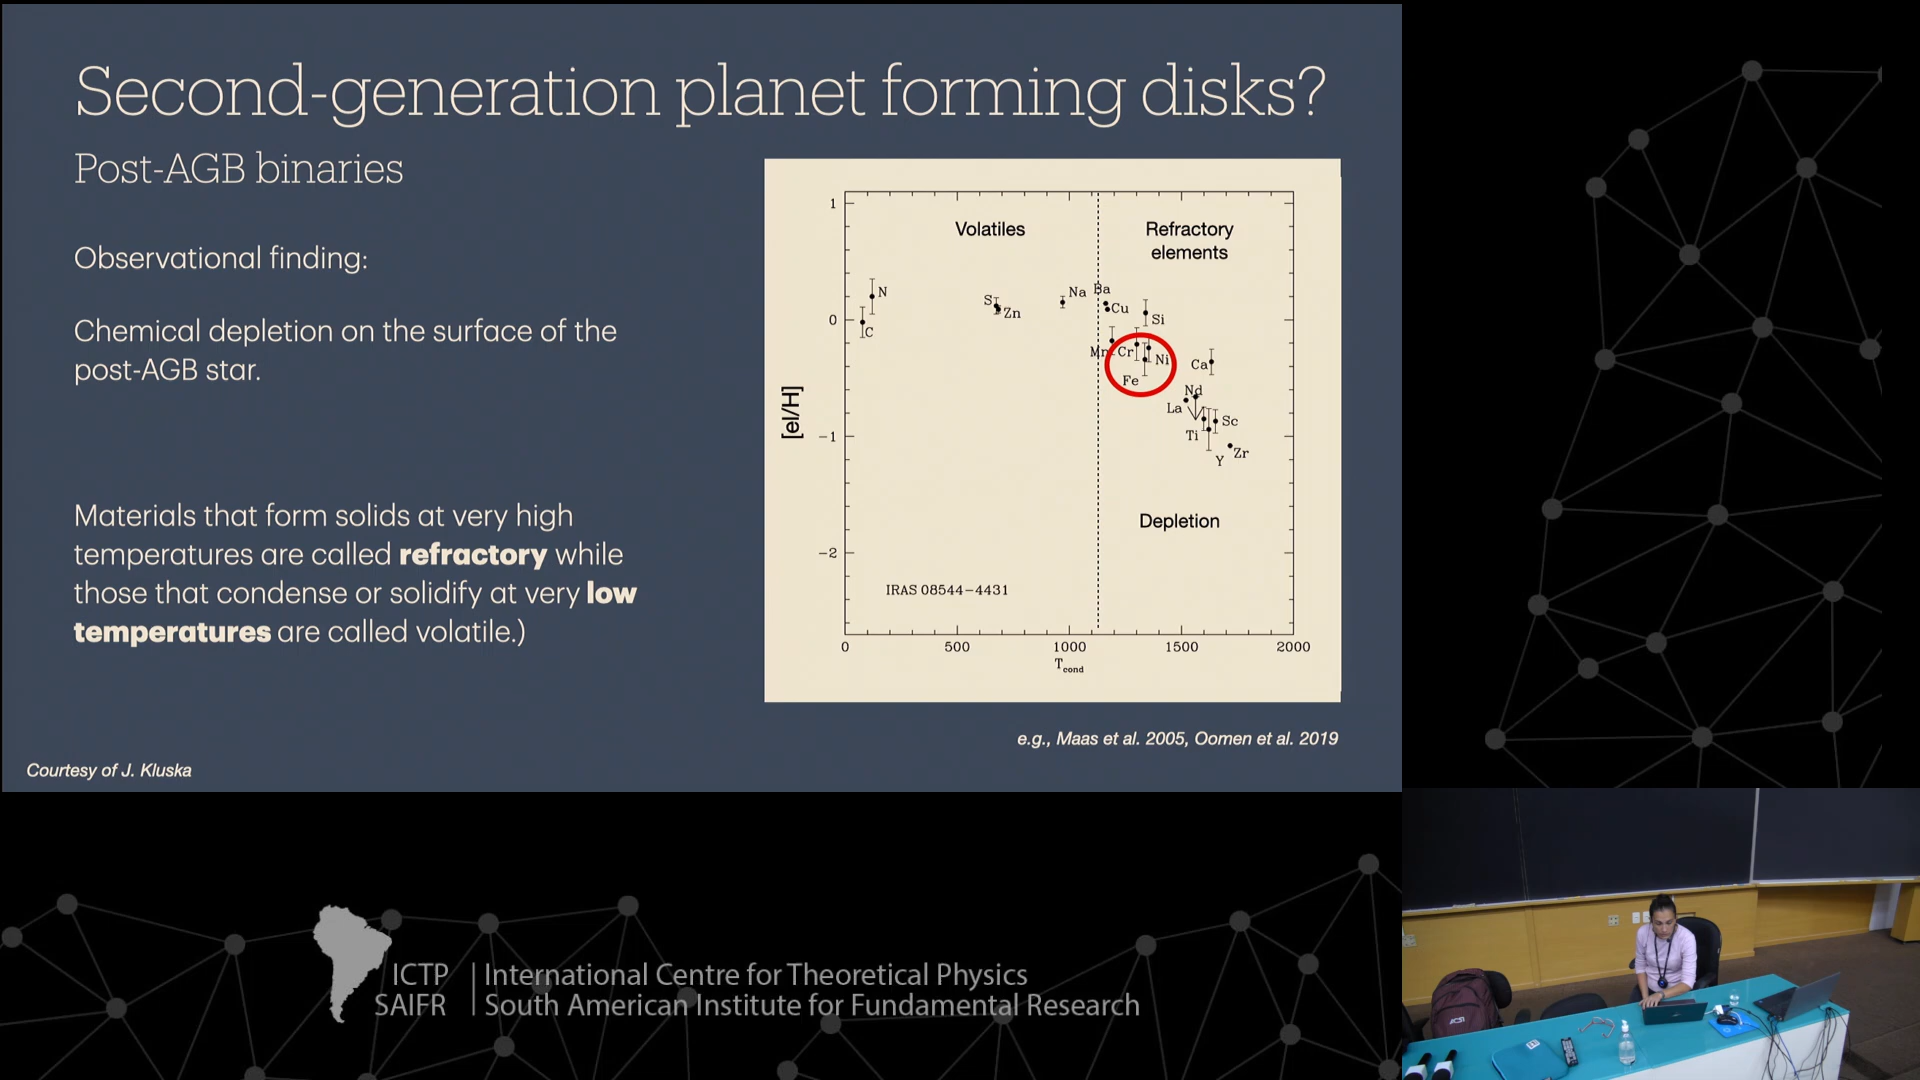 Second-generation planet forming disks?
Post-AGB binaries
Observational finding:
Chemical depletion on the surface of the
post-AGB star.
Materials that form solids at very high
temperatures are called refractory while
those that condense or solidify at very low
temperatures are called volatile.)
Courtesy of J. Kluska
1
0
−1
−2
[el/H]
Volatiles
Refractory
elements
N
C
S
Zn
Na
Ba
Cu
Si
Mn
Cr
Ni
Fe
Ca
Nd
La
Sc
Ti
Y
Zr
Depletion
IRAS 08544−4431
0
500
1000
1500
2000
Tcond
e.g., Maas et al. 2005, Oomen et al. 2019
ICTP
SAIFR
International Centre for Theoretical Physics
South American Institute for Fundamental Research